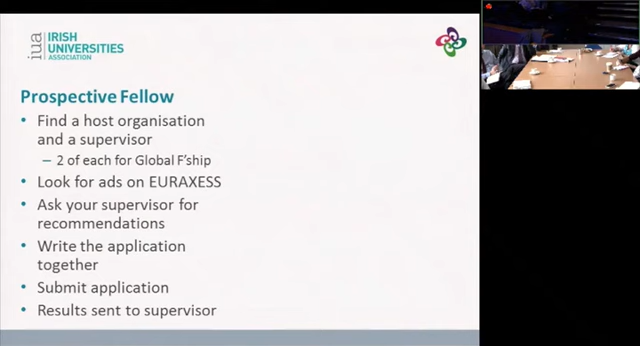 iua
IRISH
UNIVERSITIES
ASSOCIATION
Prospective Fellow
• Find a host organisation
and a supervisor
– 2 of each for Global F'ship
• Look for ads on EURAXESS
• Ask your supervisor for
recommendations
• Write the application
together
• Submit application
• Results sent to supervisor